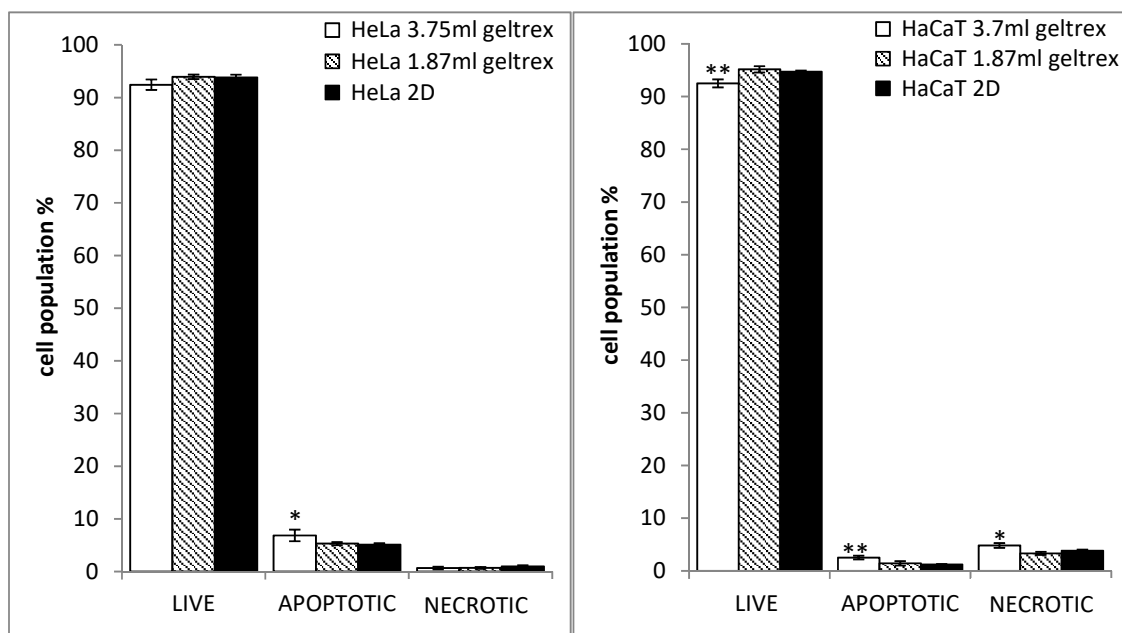 HeLa 3.75ml geltrex
HeLa 1.87ml geltrex
HeLa 2D
cell population %
100
90
80
70
60
50
40
30
20
10
0
*
LIVE
APOPTOTIC
NECROTIC
HaCaT 3.7ml geltrex
HaCaT 1.87ml geltrex
HaCaT 2D
cell population %
100
90
80
70
60
50
40
30
20
10
0
**
**
*
LIVE
APOPTOTIC
NECROTIC